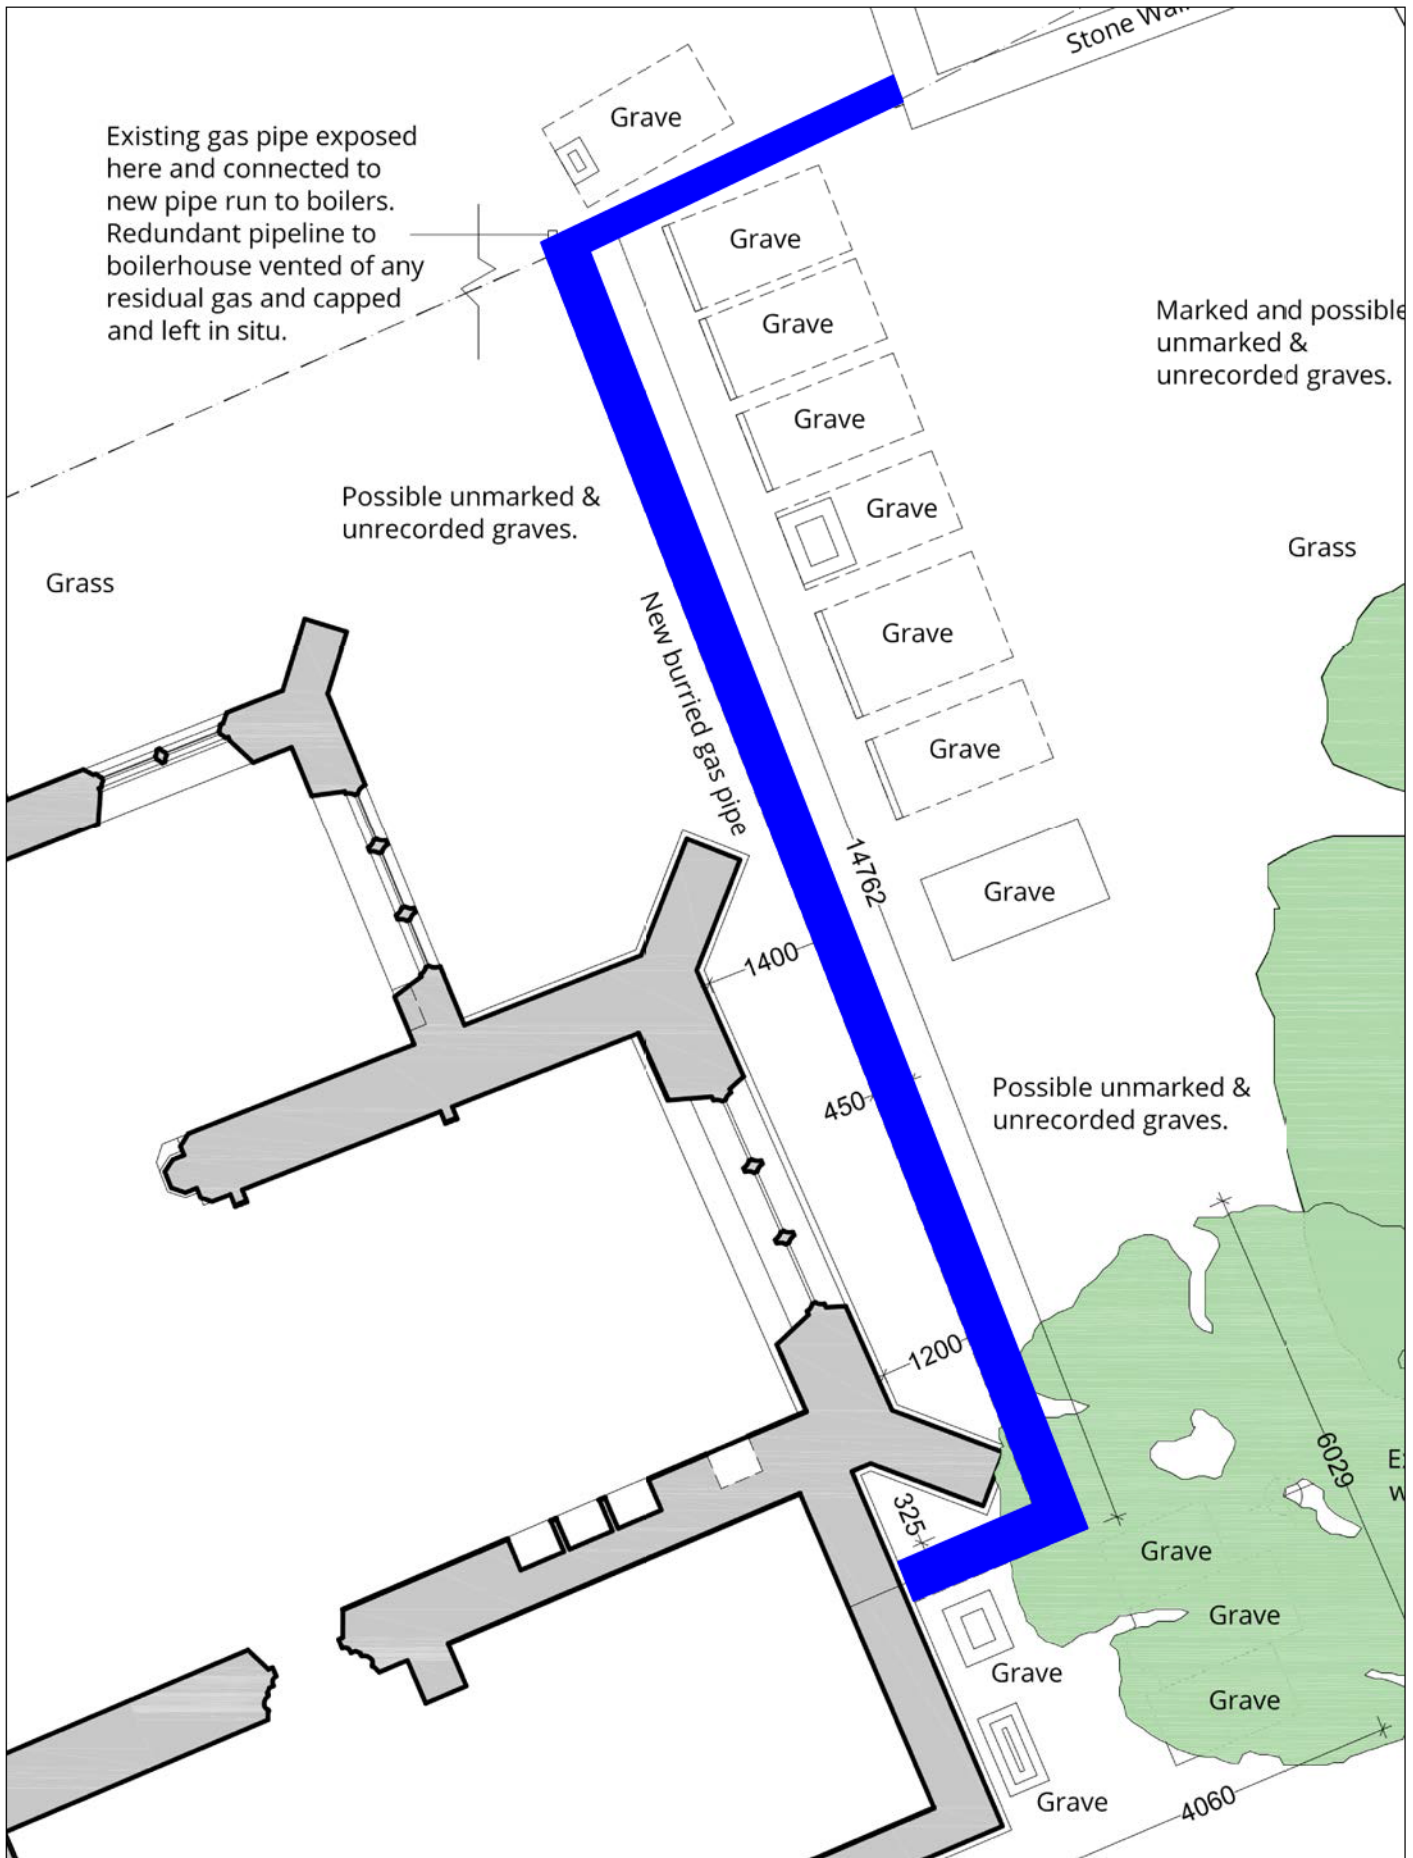 Stone
Grave
Existing gas pipe exposed
here and connected to
new pipe run to boilers.
Redundant pipeline to
boilerhouse vented of any
residual gas and capped
and left in situ.
Grave
Marked and possible
unmarked &
unrecorded graves.
Grave
Grave
Possible unmarked &
unrecorded graves.
Grave
Grass
Grass
New burried gas pipe
Grave
Grave
14762
Grave
1400
450
Possible unmarked &
unrecorded graves.
1200
6029
325
Grave
Grave
Grave
Grave
Grave
4060